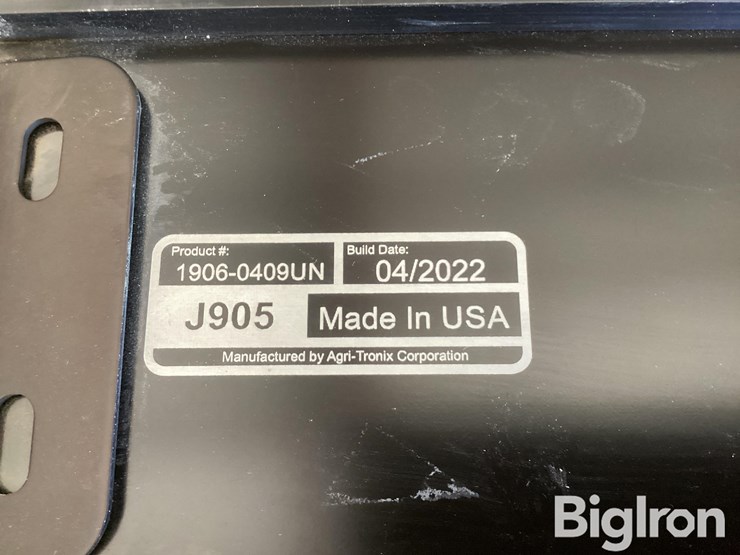 Product #:
1906-0409UN
Build Date:
04/2022
J905
Made In USA
Manufactured by Agri-Tronix Corporation
BigIron